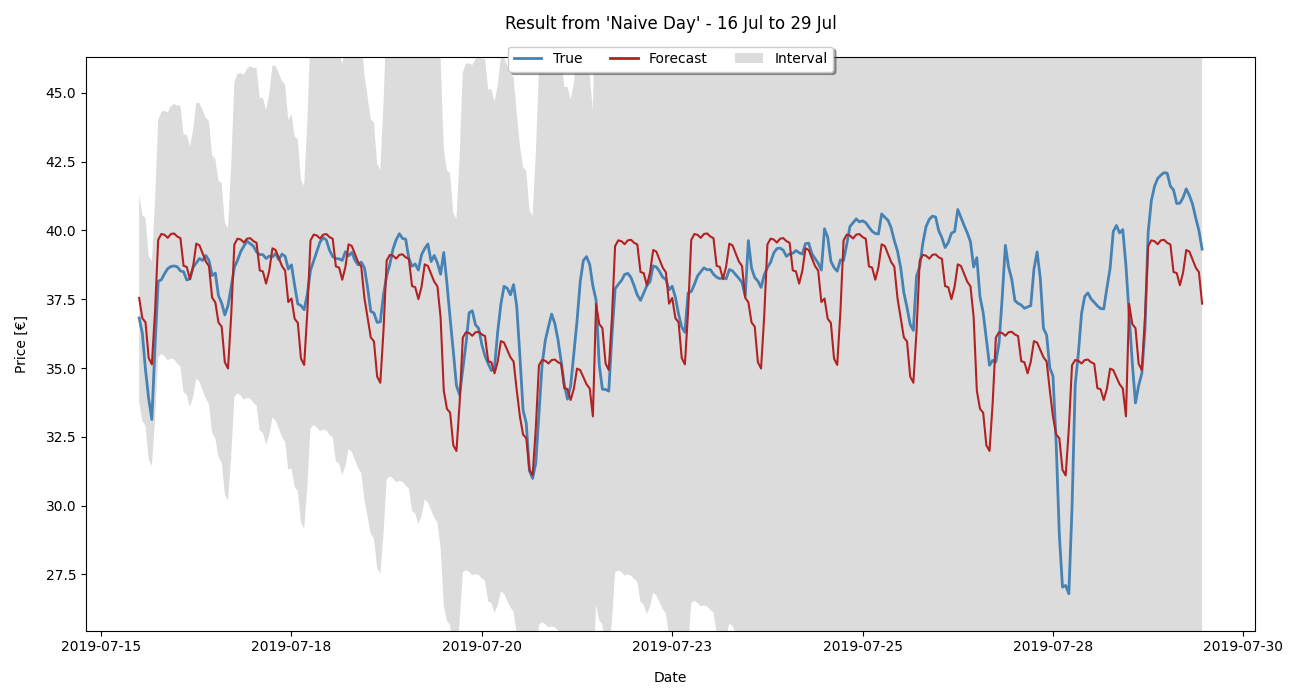 Result from 'Naive Day' - 16 Jul to 29 Jul
True Forecast Interval
45.0
42.5
40.0
37.5
35.0
32.5
30.0
27.5
Price [€]
2019-07-15 2019-07-18 2019-07-20 2019-07-23 2019-07-25 2019-07-28 2019-07-30
Date